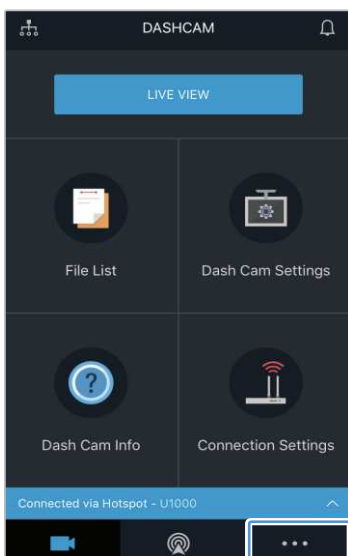 DASHCAM
LIVE VIEW
File List
Dash Cam Settings
Dash Cam Info
Connection Settings
Connected via Hotspot - U1000